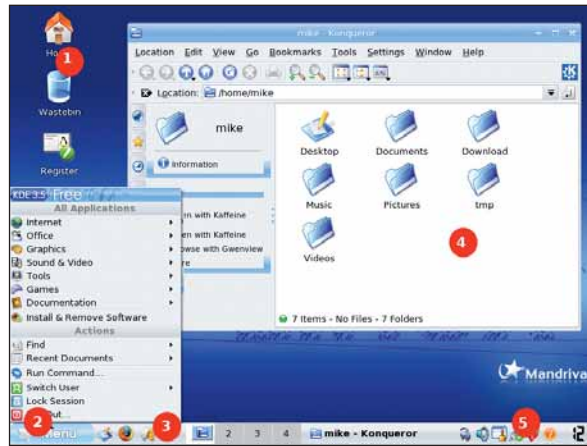 mike - Konqueror
Location Edit View Go Bookmarks Tools Settings Window Help
Location: /home/mike
1
Wastebin
Register
mike
Information
en with Kaffeine
en with Kaffeine
owse with Gwenview
Desktop Documents Download
Music Pictures tmp
Videos
4
7 Items - No Files - 7 Folders
KDE 3.5 Free
All Applications
Internet
Office
Graphics
Sound & Video
Tools
Games
Documentation
Install & Remove Software
Actions
Find
Recent Documents
Run Command...
Switch User
Lock Session
Out...
Mandriva
2
Menu
3
1 2 3 4
mike - Konqueror
5